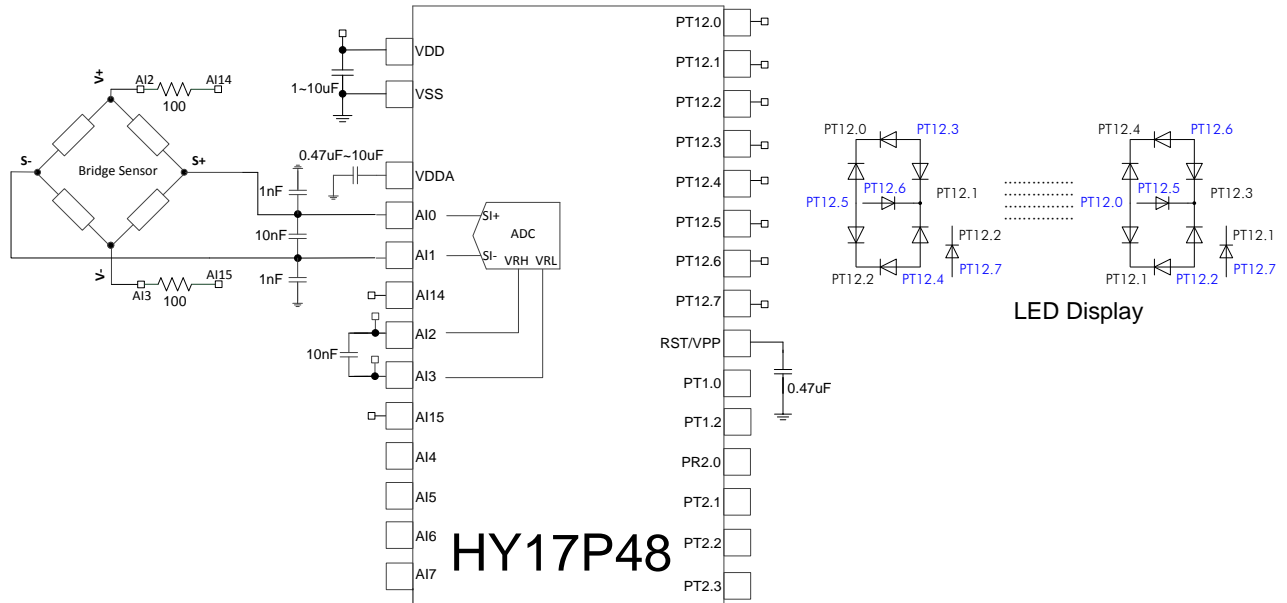 V+
AI2
AI14
100
S-
S+
Bridge Sensor
V-
AI3
AI15
100
1~10uF
0.47uF~10uF
1nF
10nF
1nF
10nF
VDD
VSS
VDDA
AI0
AI1
AI14
AI2
AI3
AI15
AI4
AI5
AI6
AI7
SI+
SI-
ADC
VRH
VRL
HY17P48
PT12.0
PT12.1
PT12.2
PT12.3
PT12.4
PT12.5
PT12.6
PT12.7
RST/VPP
PT1.0
PT1.2
PR2.0
PT2.1
PT2.2
PT2.3
0.47uF
PT12.0
PT12.3
PT12.6
PT12.1
PT12.5
PT12.2
PT12.2
PT12.4
PT12.7
PT12.4
PT12.6
PT12.5
PT12.3
PT12.0
PT12.1
PT12.1
PT12.2
PT12.7
LED Display